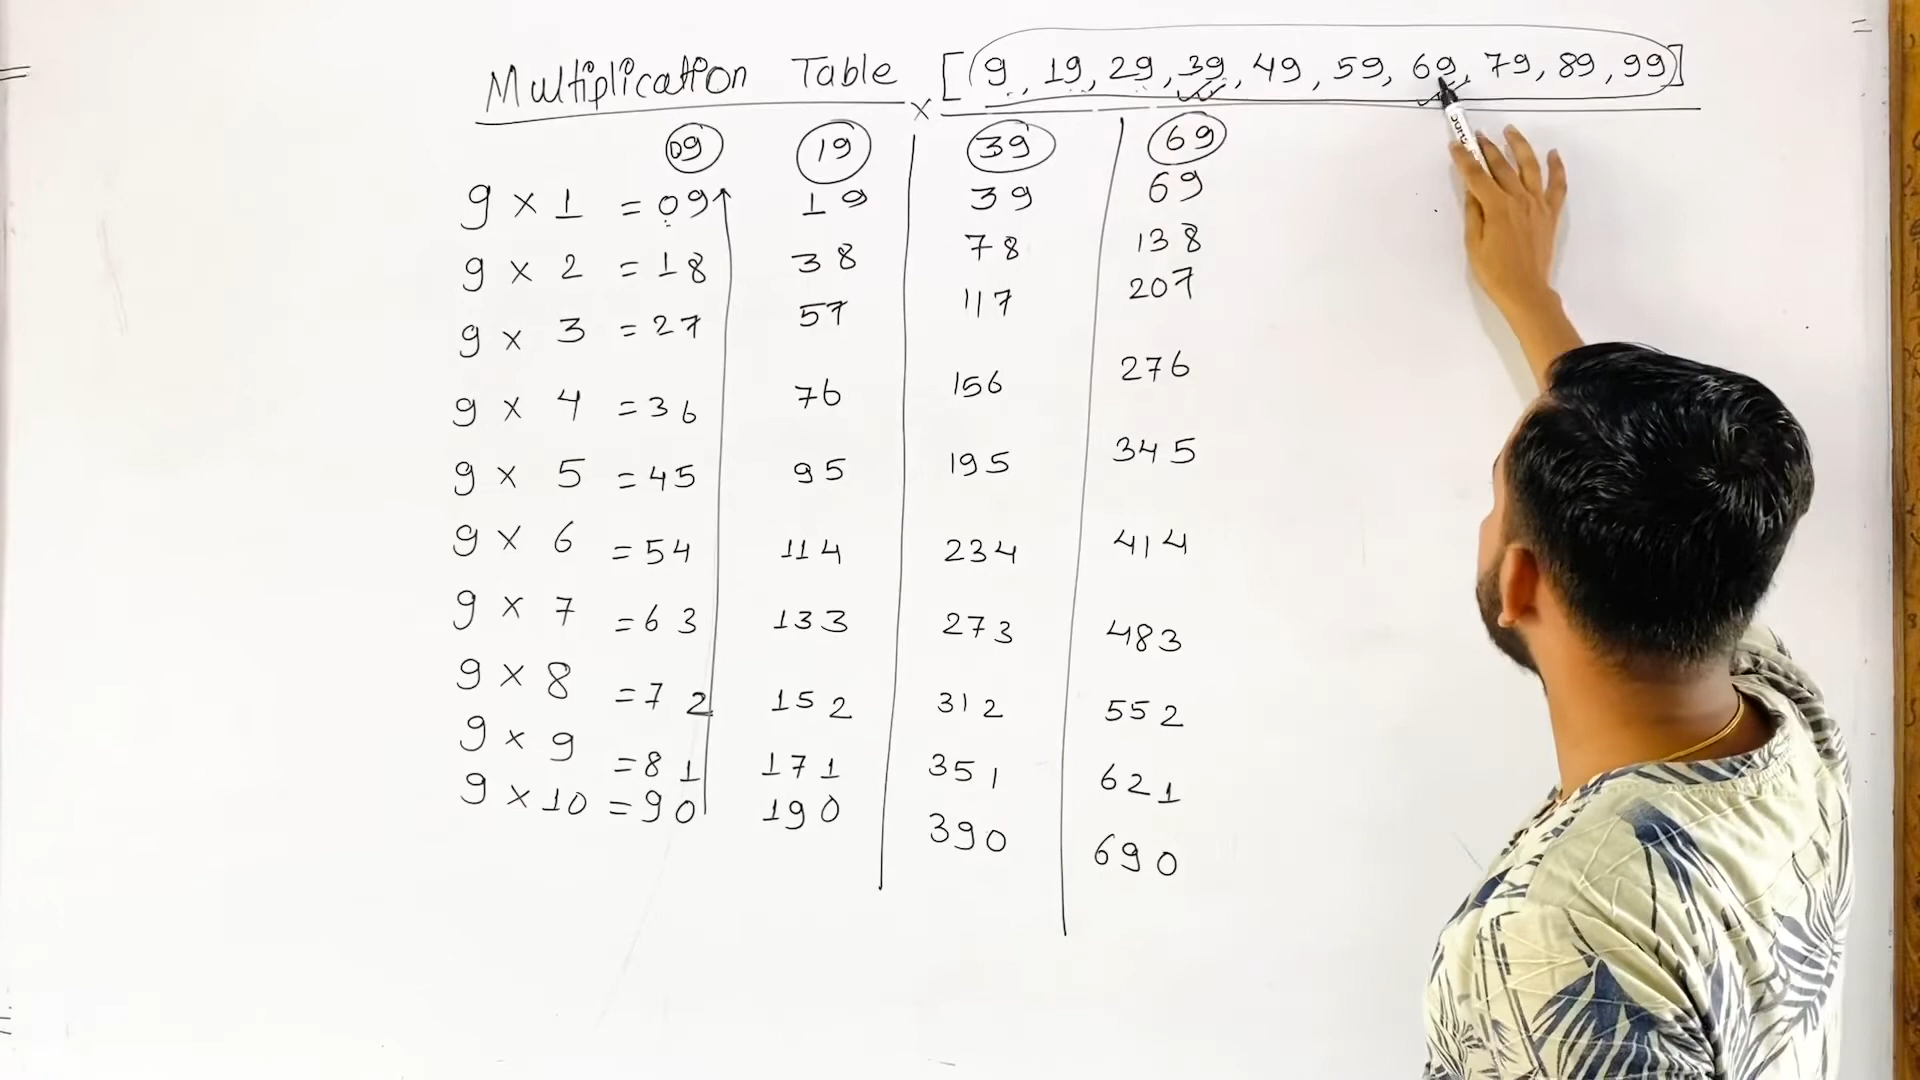 Multiplication Table [9, 19, 29, 39, 49, 59, 69, 79, 89, 99]
×
09 19 39 69
9 × 1 = 09 19 39 69
9 × 2 = 18 38 78 138
9 × 3 = 27 57 117 207
9 × 4 = 36 76 156 276
9 × 5 = 45 95 195 345
9 × 6 = 54 114 234 414
9 × 7 = 63 133 273 483
9 × 8 = 72 152 312 552
9 × 9 = 81 171 351 621
9 × 10 = 90 190 390 690